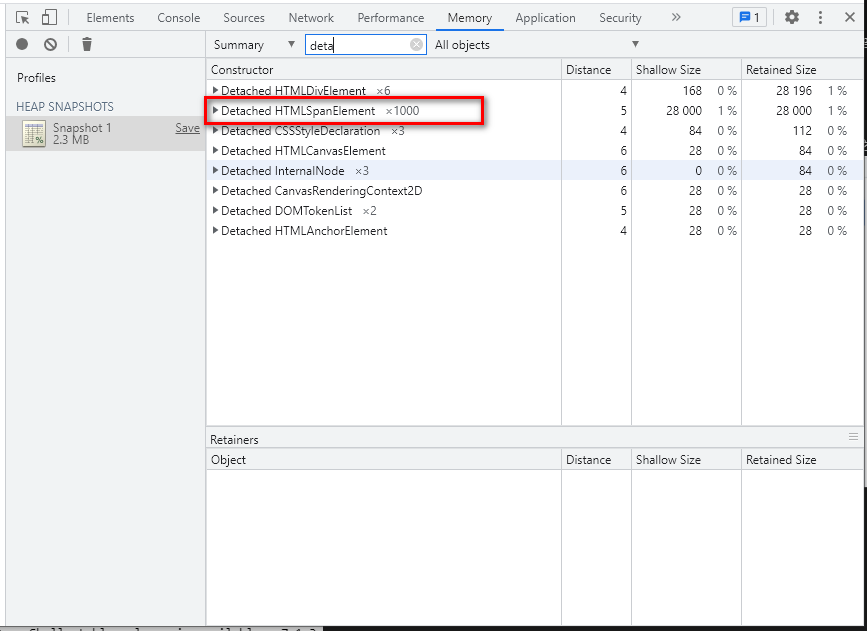 Elements Console Sources Network Performance Memory Application Security » 1
Summary ▼ deta All objects ▼
Profiles
HEAP SNAPSHOTS
Snapshot 1 Save
2.3 MB
Constructor Distance Shallow Size Retained Size
Detached HTMLDivElement ×6 4 168 0 % 28 196 1 %
Detached HTMLSpanElement ×1000 5 28 000 1 % 28 000 1 %
Detached CSSStyleDeclaration ×3 4 84 0 % 112 0 %
Detached HTMLCanvasElement 6 28 0 % 84 0 %
Detached InternalNode ×3 6 0 0 % 84 0 %
Detached CanvasRenderingContext2D 6 28 0 % 28 0 %
Detached DOMTokenList ×2 5 28 0 % 28 0 %
Detached HTMLAnchorElement 4 28 0 % 28 0 %
Retainers
Object Distance Shallow Size Retained Size